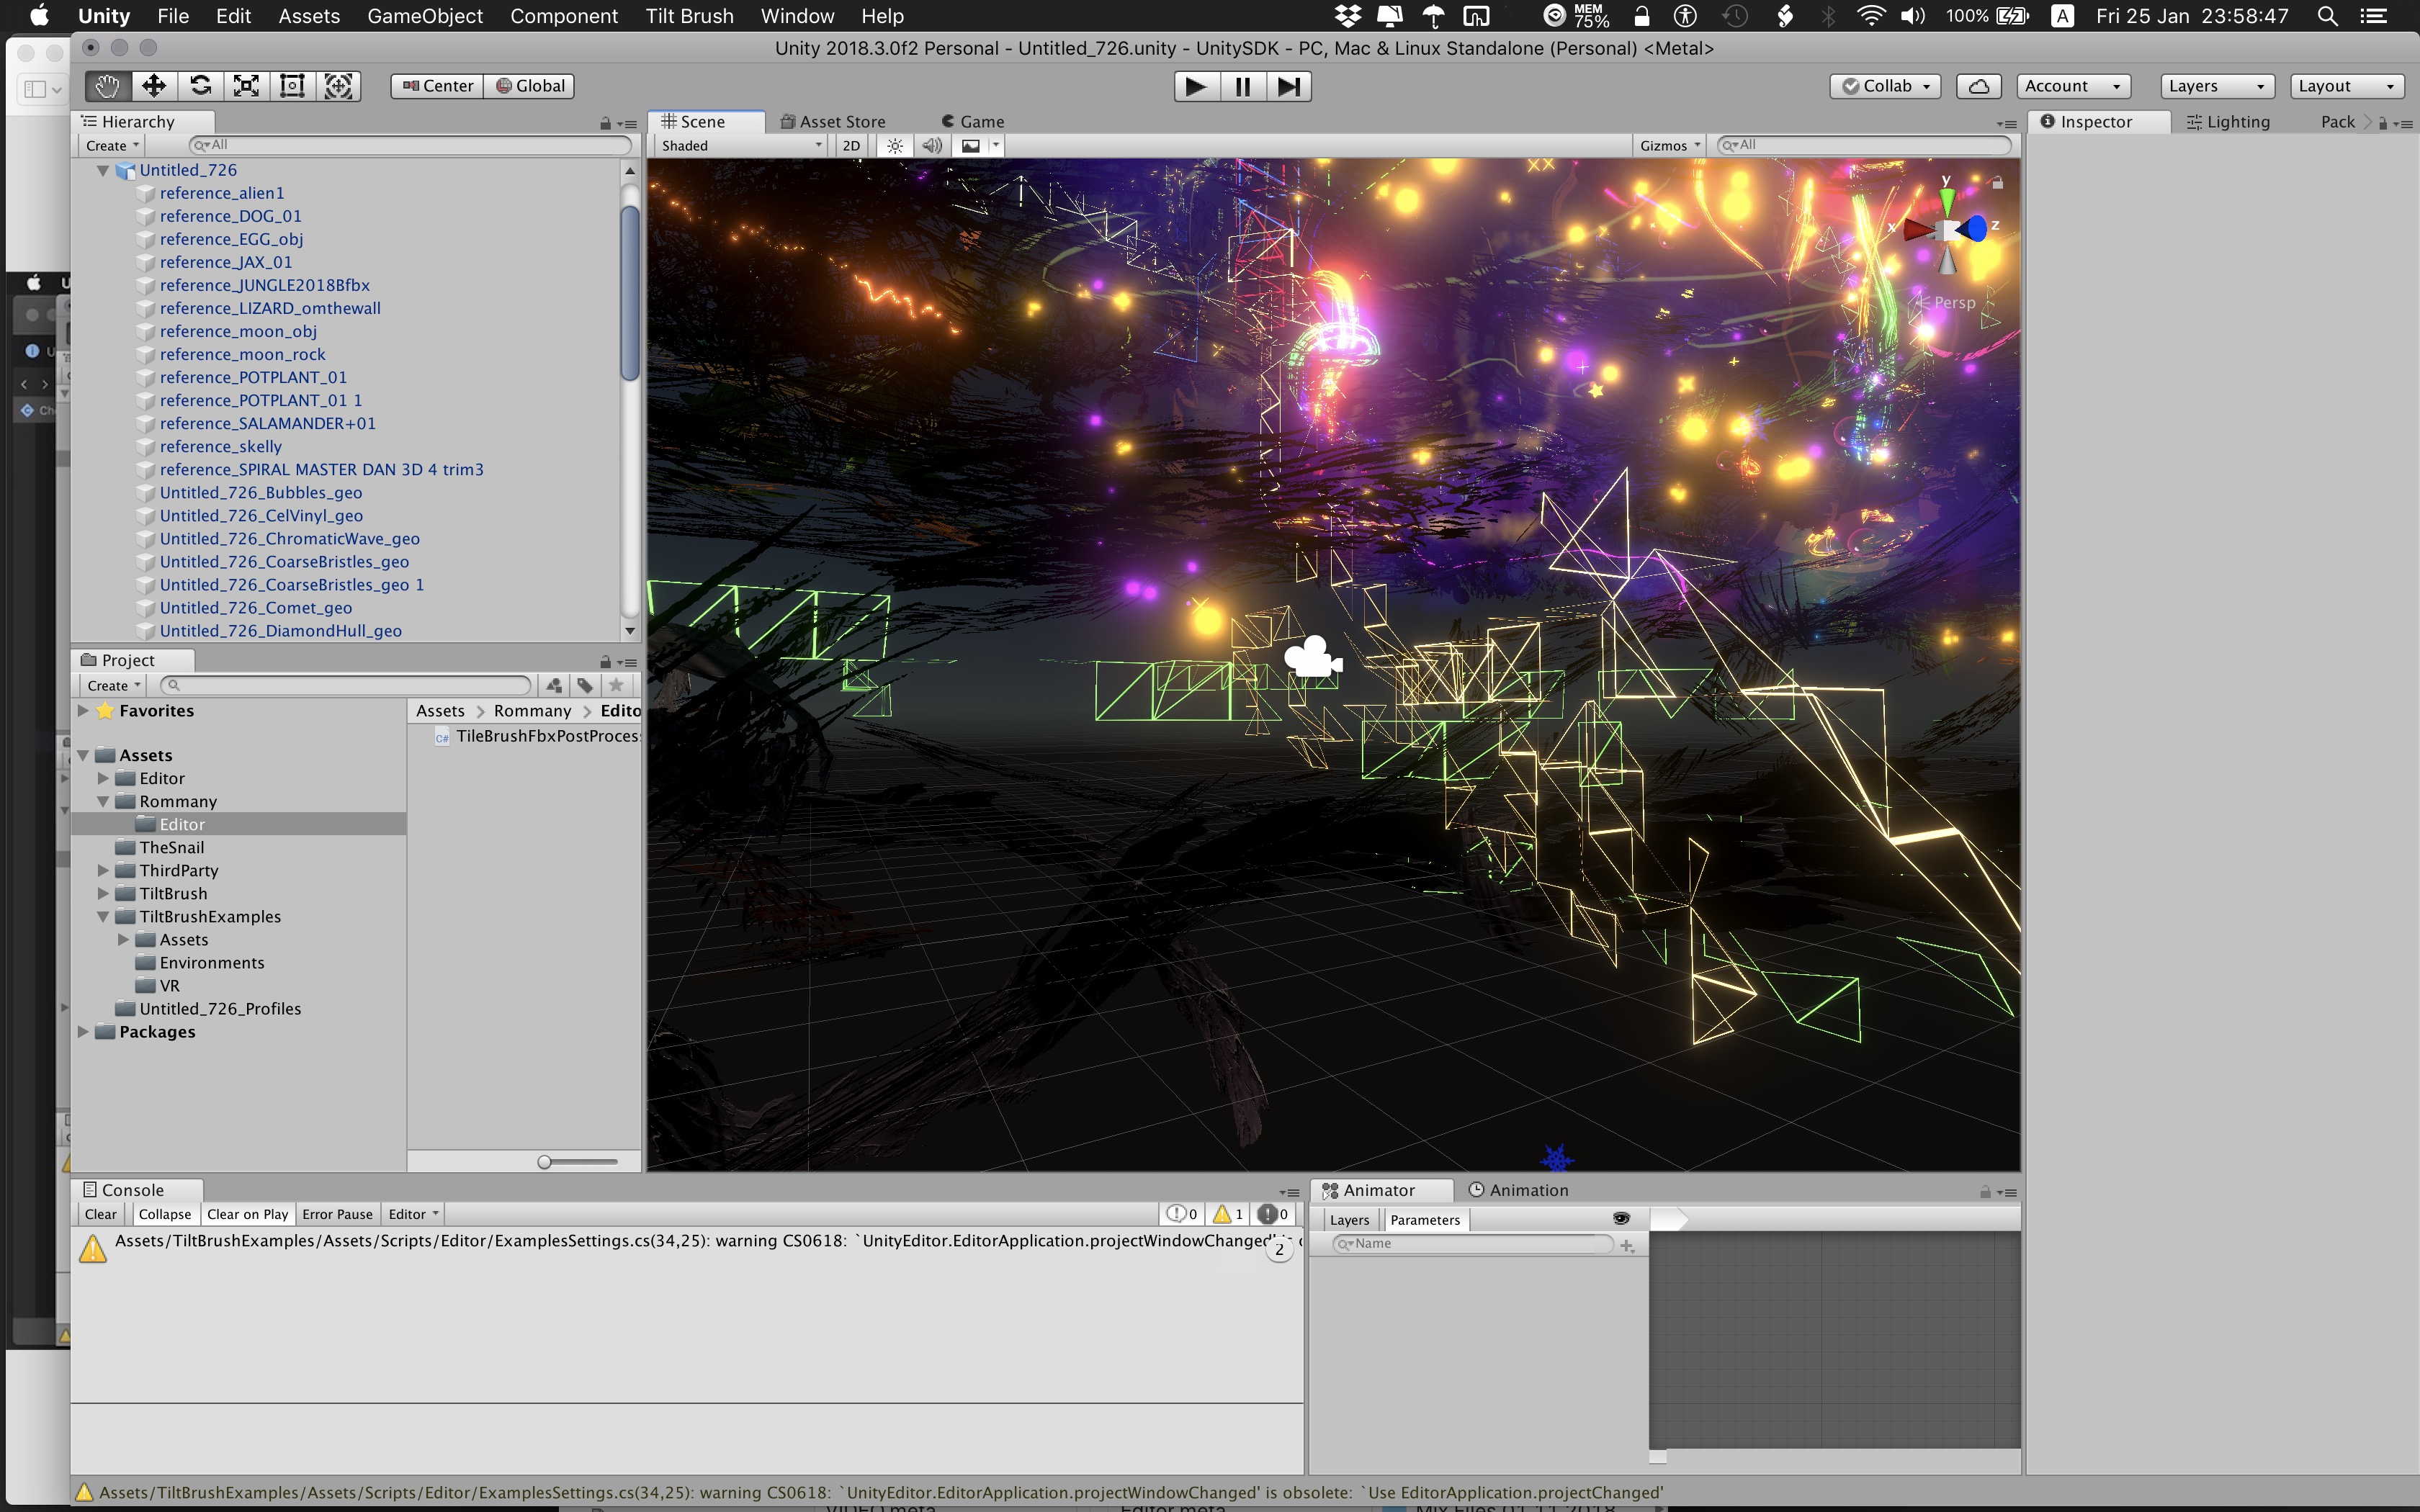 Unity File Edit Assets GameObject Component Tilt Brush Window Help MEM 75% 100% A Fri 25 Jan 23:58:47
Unity 2018.3.0f2 Personal - Untitled_726.unity - UnitySDK - PC, Mac & Linux Standalone (Personal) <Metal>
Center Global Collab Account Layers Layout
Hierarchy
Create All
Untitled_726
reference_alien1
reference_DOG_01
reference_EGG_obj
reference_JAX_01
reference_JUNGLE2018Bfbx
reference_LIZARD_omthewall
reference_moon_obj
reference_moon_rock
reference_POTPLANT_01
reference_POTPLANT_01 1
reference_SALAMANDER+01
reference_skelly
reference_SPIRAL MASTER DAN 3D 4 trim3
Untitled_726_Bubbles_geo
Untitled_726_CelVinyl_geo
Untitled_726_ChromaticWave_geo
Untitled_726_CoarseBristles_geo
Untitled_726_CoarseBristles_geo 1
Untitled_726_Comet_geo
Untitled_726_DiamondHull_geo
Scene Asset Store Game
Shaded 2D Gizmos All
y
x z
Persp
Inspector Lighting Pack
Project
Create
Favorites
Assets
Editor
Rommany
Editor
TheSnail
ThirdParty
TiltBrush
TiltBrushExamples
Assets
Environments
VR
Untitled_726_Profiles
Packages
Assets > Rommany > Edito
C# TileBrushFbxPostProces
Console
Clear Collapse Clear on Play Error Pause Editor 0 1 0
Assets/TiltBrushExamples/Assets/Scripts/Editor/ExamplesSettings.cs(34,25): warning CS0618: `UnityEditor.EditorApplication.projectWindowChanged'
2
Animator Animation
Layers Parameters
Name
Assets/TiltBrushExamples/Assets/Scripts/Editor/ExamplesSettings.cs(34,25): warning CS0618: `UnityEditor.EditorApplication.projectWindowChanged' is obsolete: `Use EditorApplication.projectChanged'